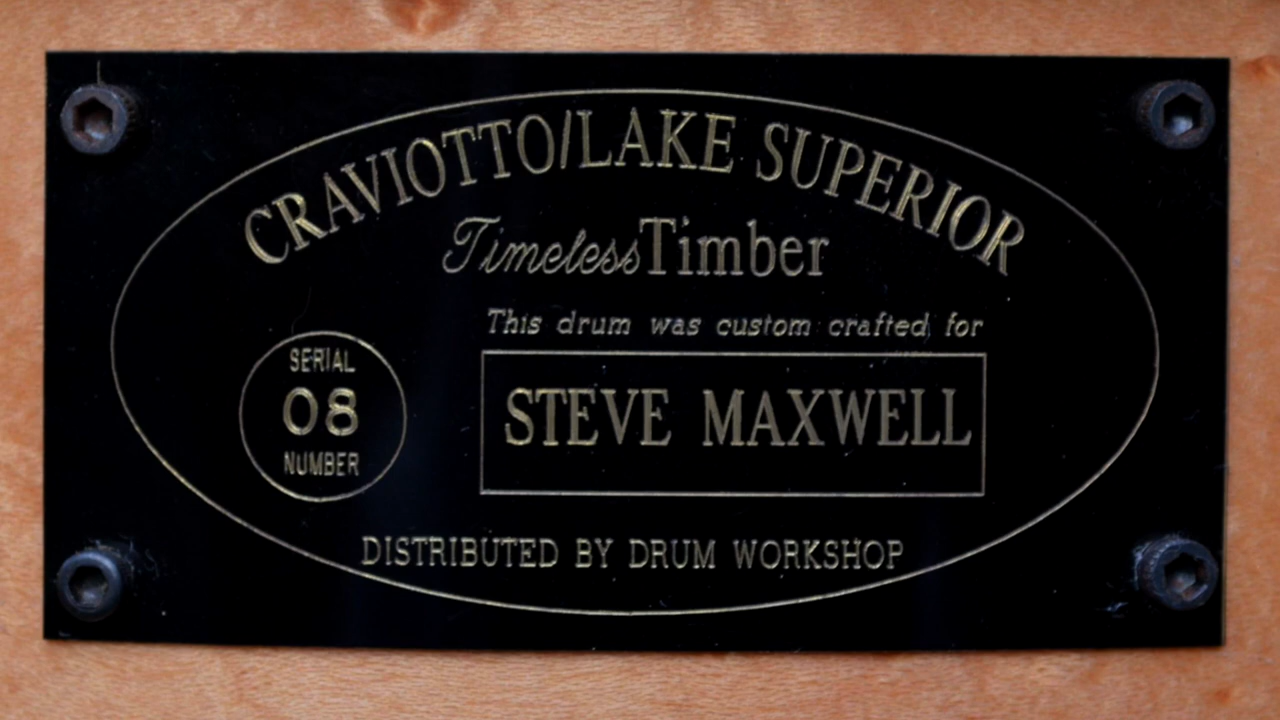 CRAVIOTTO/LAKE SUPERIOR
TimelessTimber
This drum was custom crafted for
STEVE MAXWELL
SERIAL
08
NUMBER
DISTRIBUTED BY DRUM WORKSHOP